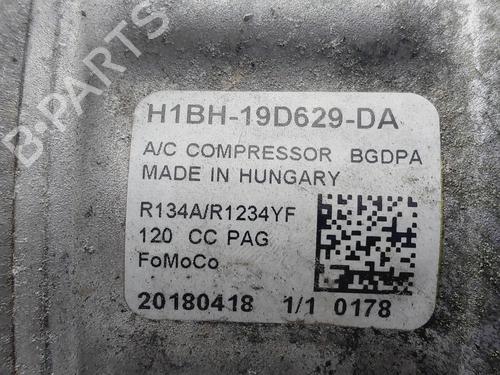 B-PARTS
H1BH-19D629-DA
A/C COMPRESSOR BGDPA
MADE IN HUNGARY
R134A/R1234YF
120 CC PAG
FoMoCo
20180418 1/1 0178